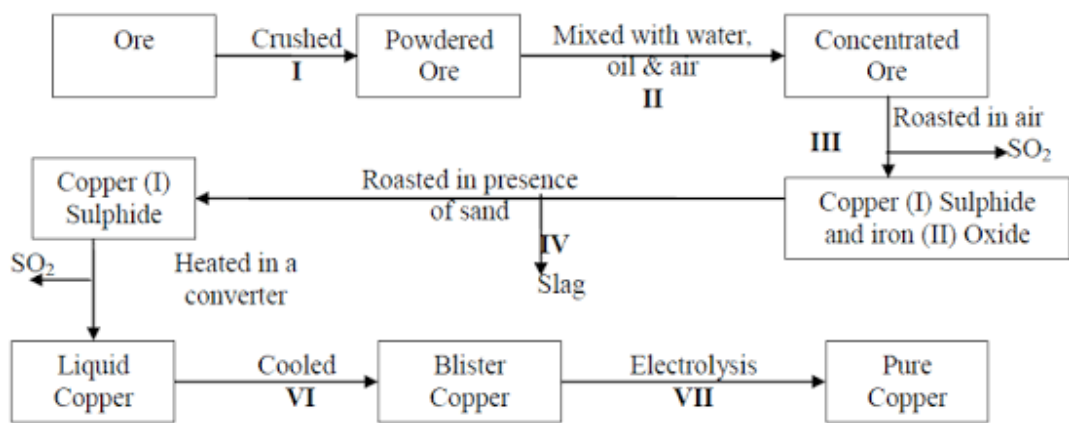 Ore
Crushed
I
Powdered
Ore
Mixed with water,
oil & air
II
Concentrated
Ore
III
Roasted in air
SO₂
Copper (I) Sulphide
and iron (II) Oxide
Roasted in presence
of sand
IV
Slag
Copper (I)
Sulphide
SO₂
Heated in a
converter
Liquid
Copper
Cooled
VI
Blister
Copper
Electrolysis
VII
Pure
Copper